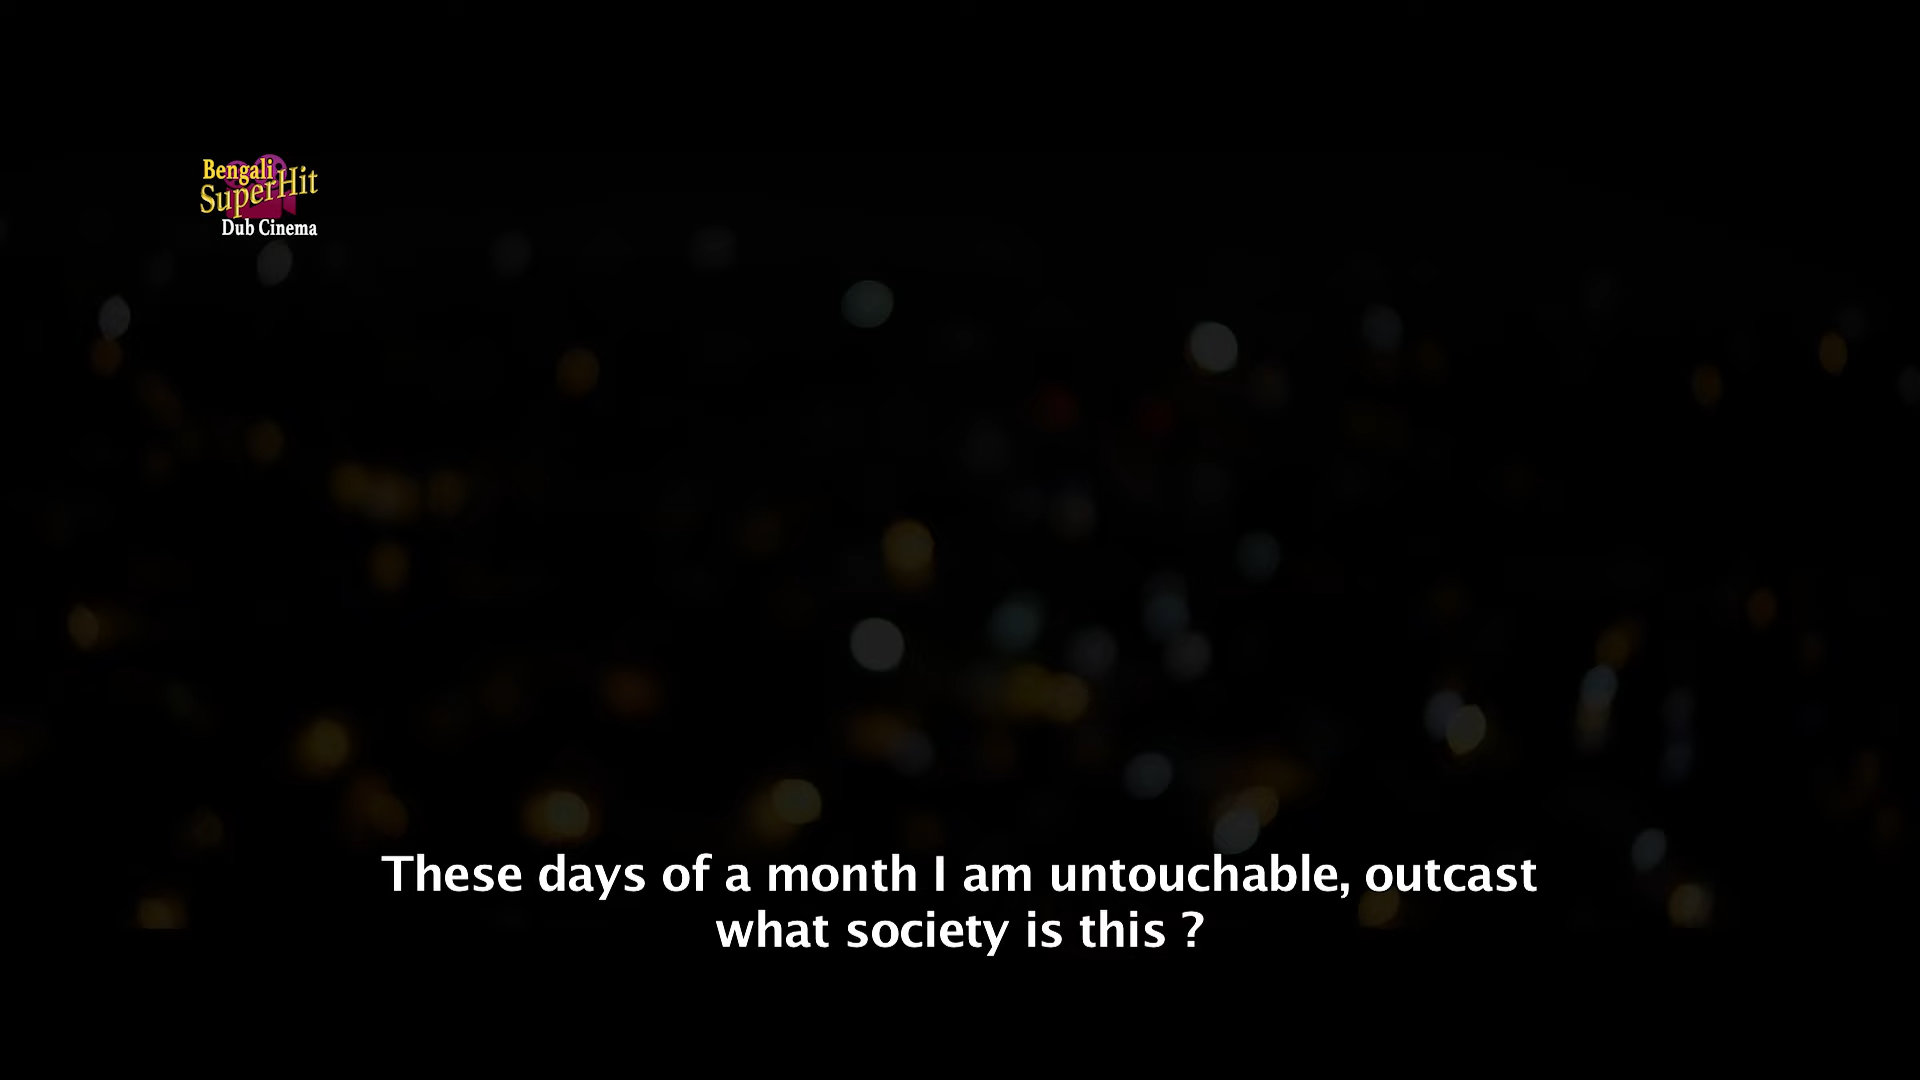 Bengali
SuperHit
Dub Cinema
These days of a month I am untouchable, outcast
what society is this ?